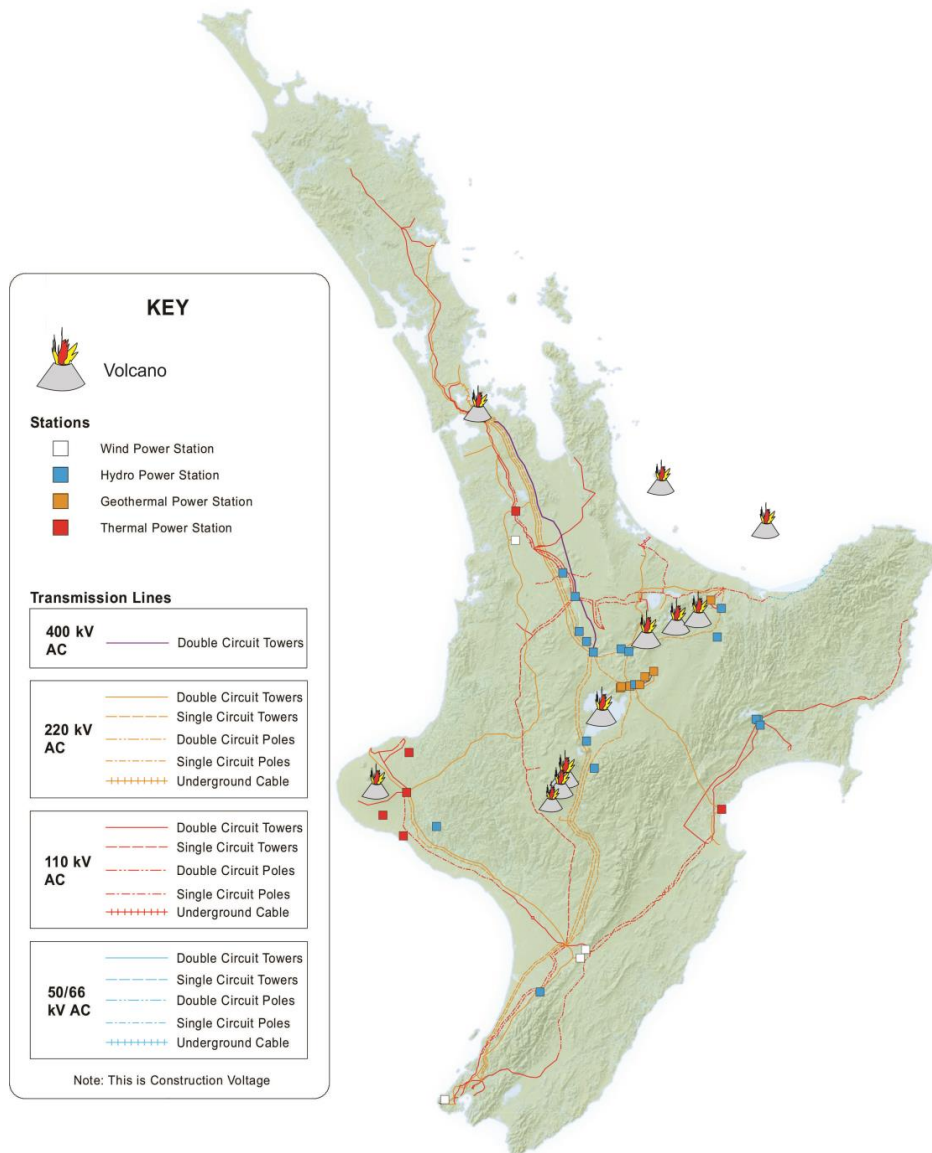 KEY
Volcano
Stations
Wind Power Station
Hydro Power Station
Geothermal Power Station
Thermal Power Station
Transmission Lines
400 kV
AC
Double Circuit Towers
220 kV
AC
Double Circuit Towers
Single Circuit Towers
Double Circuit Poles
Single Circuit Poles
Underground Cable
110 kV
AC
Double Circuit Towers
Single Circuit Towers
Double Circuit Poles
Single Circuit Poles
Underground Cable
50/66
kV AC
Double Circuit Towers
Single Circuit Towers
Double Circuit Poles
Single Circuit Poles
Underground Cable
Note: This is Construction Voltage